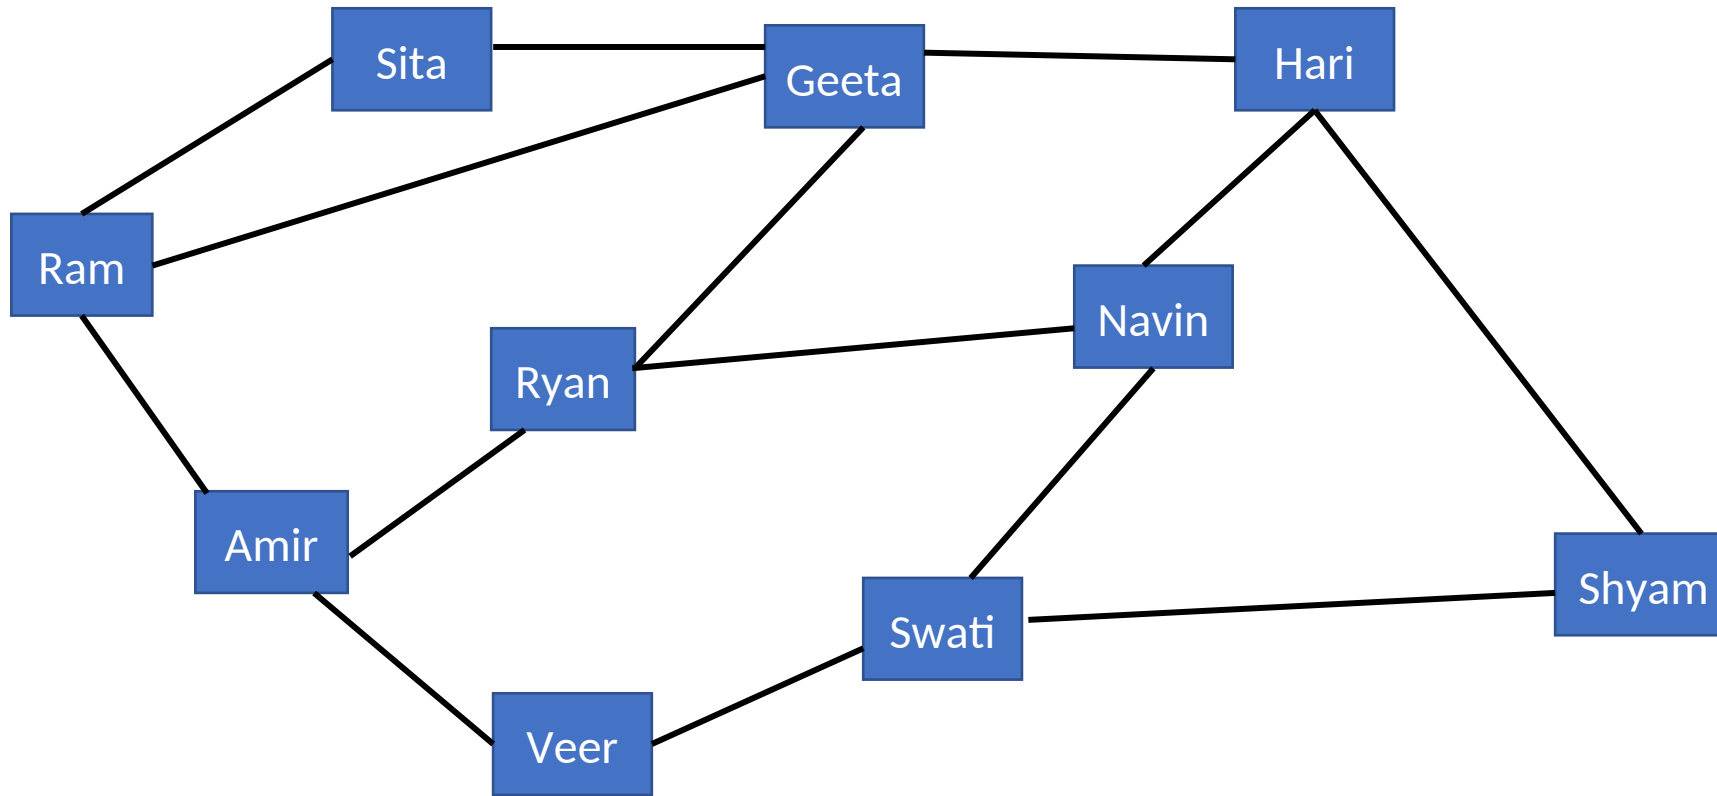 Sita
Geeta
Hari
Ram
Navin
Ryan
Amir
Shyam
Swati
Veer